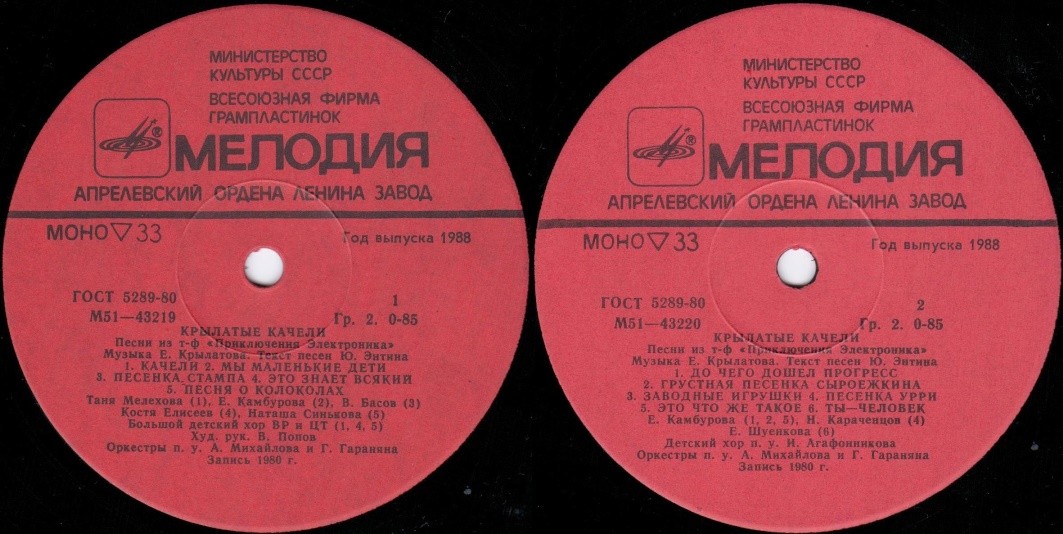 МИНИСТЕРСТВО
КУЛЬТУРЫ СССР
ВСЕСОЮЗНАЯ ФИРМА
ГРАМПЛАСТИНОК
®
МЕЛОДИЯ
АПРЕЛЕВСКИЙ ОРДЕНА ЛЕНИНА ЗАВОД
МОНО ▽ 33
Год выпуска 1988
ГОСТ 5289-80
1
М51—43219
Гр. 2. 0-85
КРЫЛАТЫЕ КАЧЕЛИ
Песни из т-ф «Приключения Электроника»
Музыка Е. Крылатова. Текст песен Ю. Энтина
1. КАЧЕЛИ 2. МЫ МАЛЕНЬКИЕ ДЕТИ
3. ПЕСЕНКА СТАМПА 4. ЭТО ЗНАЕТ ВСЯКИЙ
5. ПЕСНЯ О КОЛОКОЛАХ
Таня Мелехова (1), Е. Камбурова (2), В. Басов (3)
Костя Елисеев (4), Наташа Синькова (5)
Большой детский хор ВР и ЦТ (1, 4, 5)
Худ. рук. В. Попов
Оркестры п. у. А. Михайлова и Г. Гараняна
Запись 1980 г.
МИНИСТЕРСТВО
КУЛЬТУРЫ СССР
ВСЕСОЮЗНАЯ ФИРМА
ГРАМПЛАСТИНОК
®
МЕЛОДИЯ
АПРЕЛЕВСКИЙ ОРДЕНА ЛЕНИНА ЗАВОД
МОНО ▽ 33
Год выпуска 1988
ГОСТ 5289-80
2
М51—43220
Гр. 2. 0-85
КРЫЛАТЫЕ КАЧЕЛИ
Песни из т-ф «Приключения Электроника»
Музыка Е. Крылатова. Текст песен Ю. Энтина
1. ДО ЧЕГО ДОШЕЛ ПРОГРЕСС
2. ГРУСТНАЯ ПЕСЕНКА СЫРОЕЖКИНА
3. ЗАВОДНЫЕ ИГРУШКИ 4. ПЕСЕНКА УРРИ
5. ЭТО ЧТО ЖЕ ТАКОЕ 6. ТЫ—ЧЕЛОВЕК
Е. Камбурова (1, 2, 5), Н. Караченцов (4)
Е. Шуенкова (6)
Детский хор п. у. И. Агафонникова
Оркестры п. у. А. Михайлова и Г. Гараняна
Запись 1980 г.